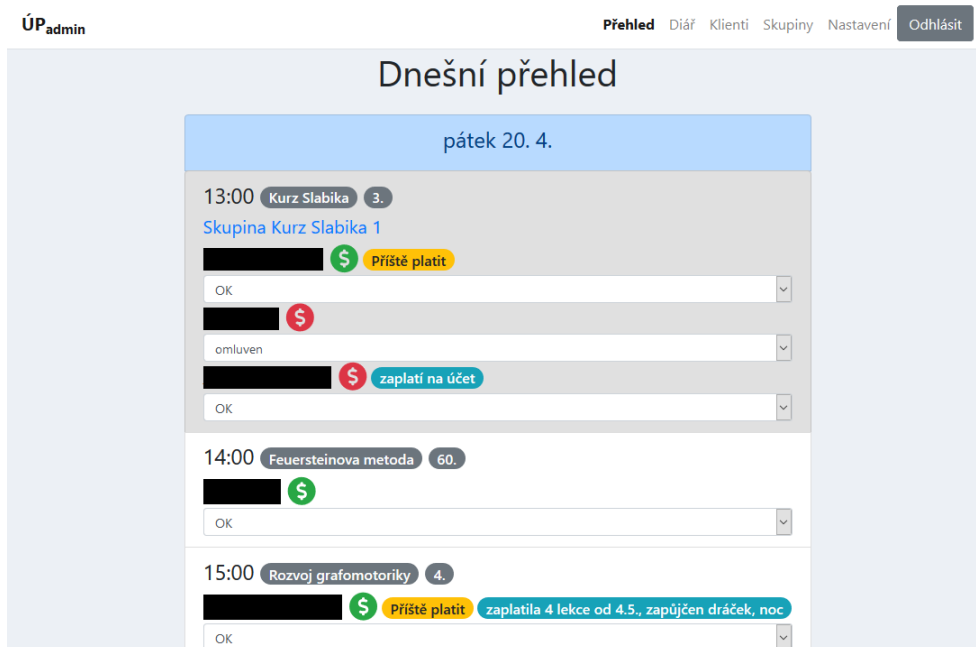 ÚPadmin Přehled Diář Klienti Skupiny Nastavení Odhlásit
Dnešní přehled
pátek 20. 4.
13:00 Kurz Slabika 3.
Skupina Kurz Slabika 1
$ Příště platit
OK
$
omluven
$ zaplatí na účet
OK
14:00 Feuersteinova metoda 60.
$
OK
15:00 Rozvoj grafomotoriky 4.
$ Příště platit zaplatila 4 lekce od 4.5., zapůjčen dráček, noc
OK